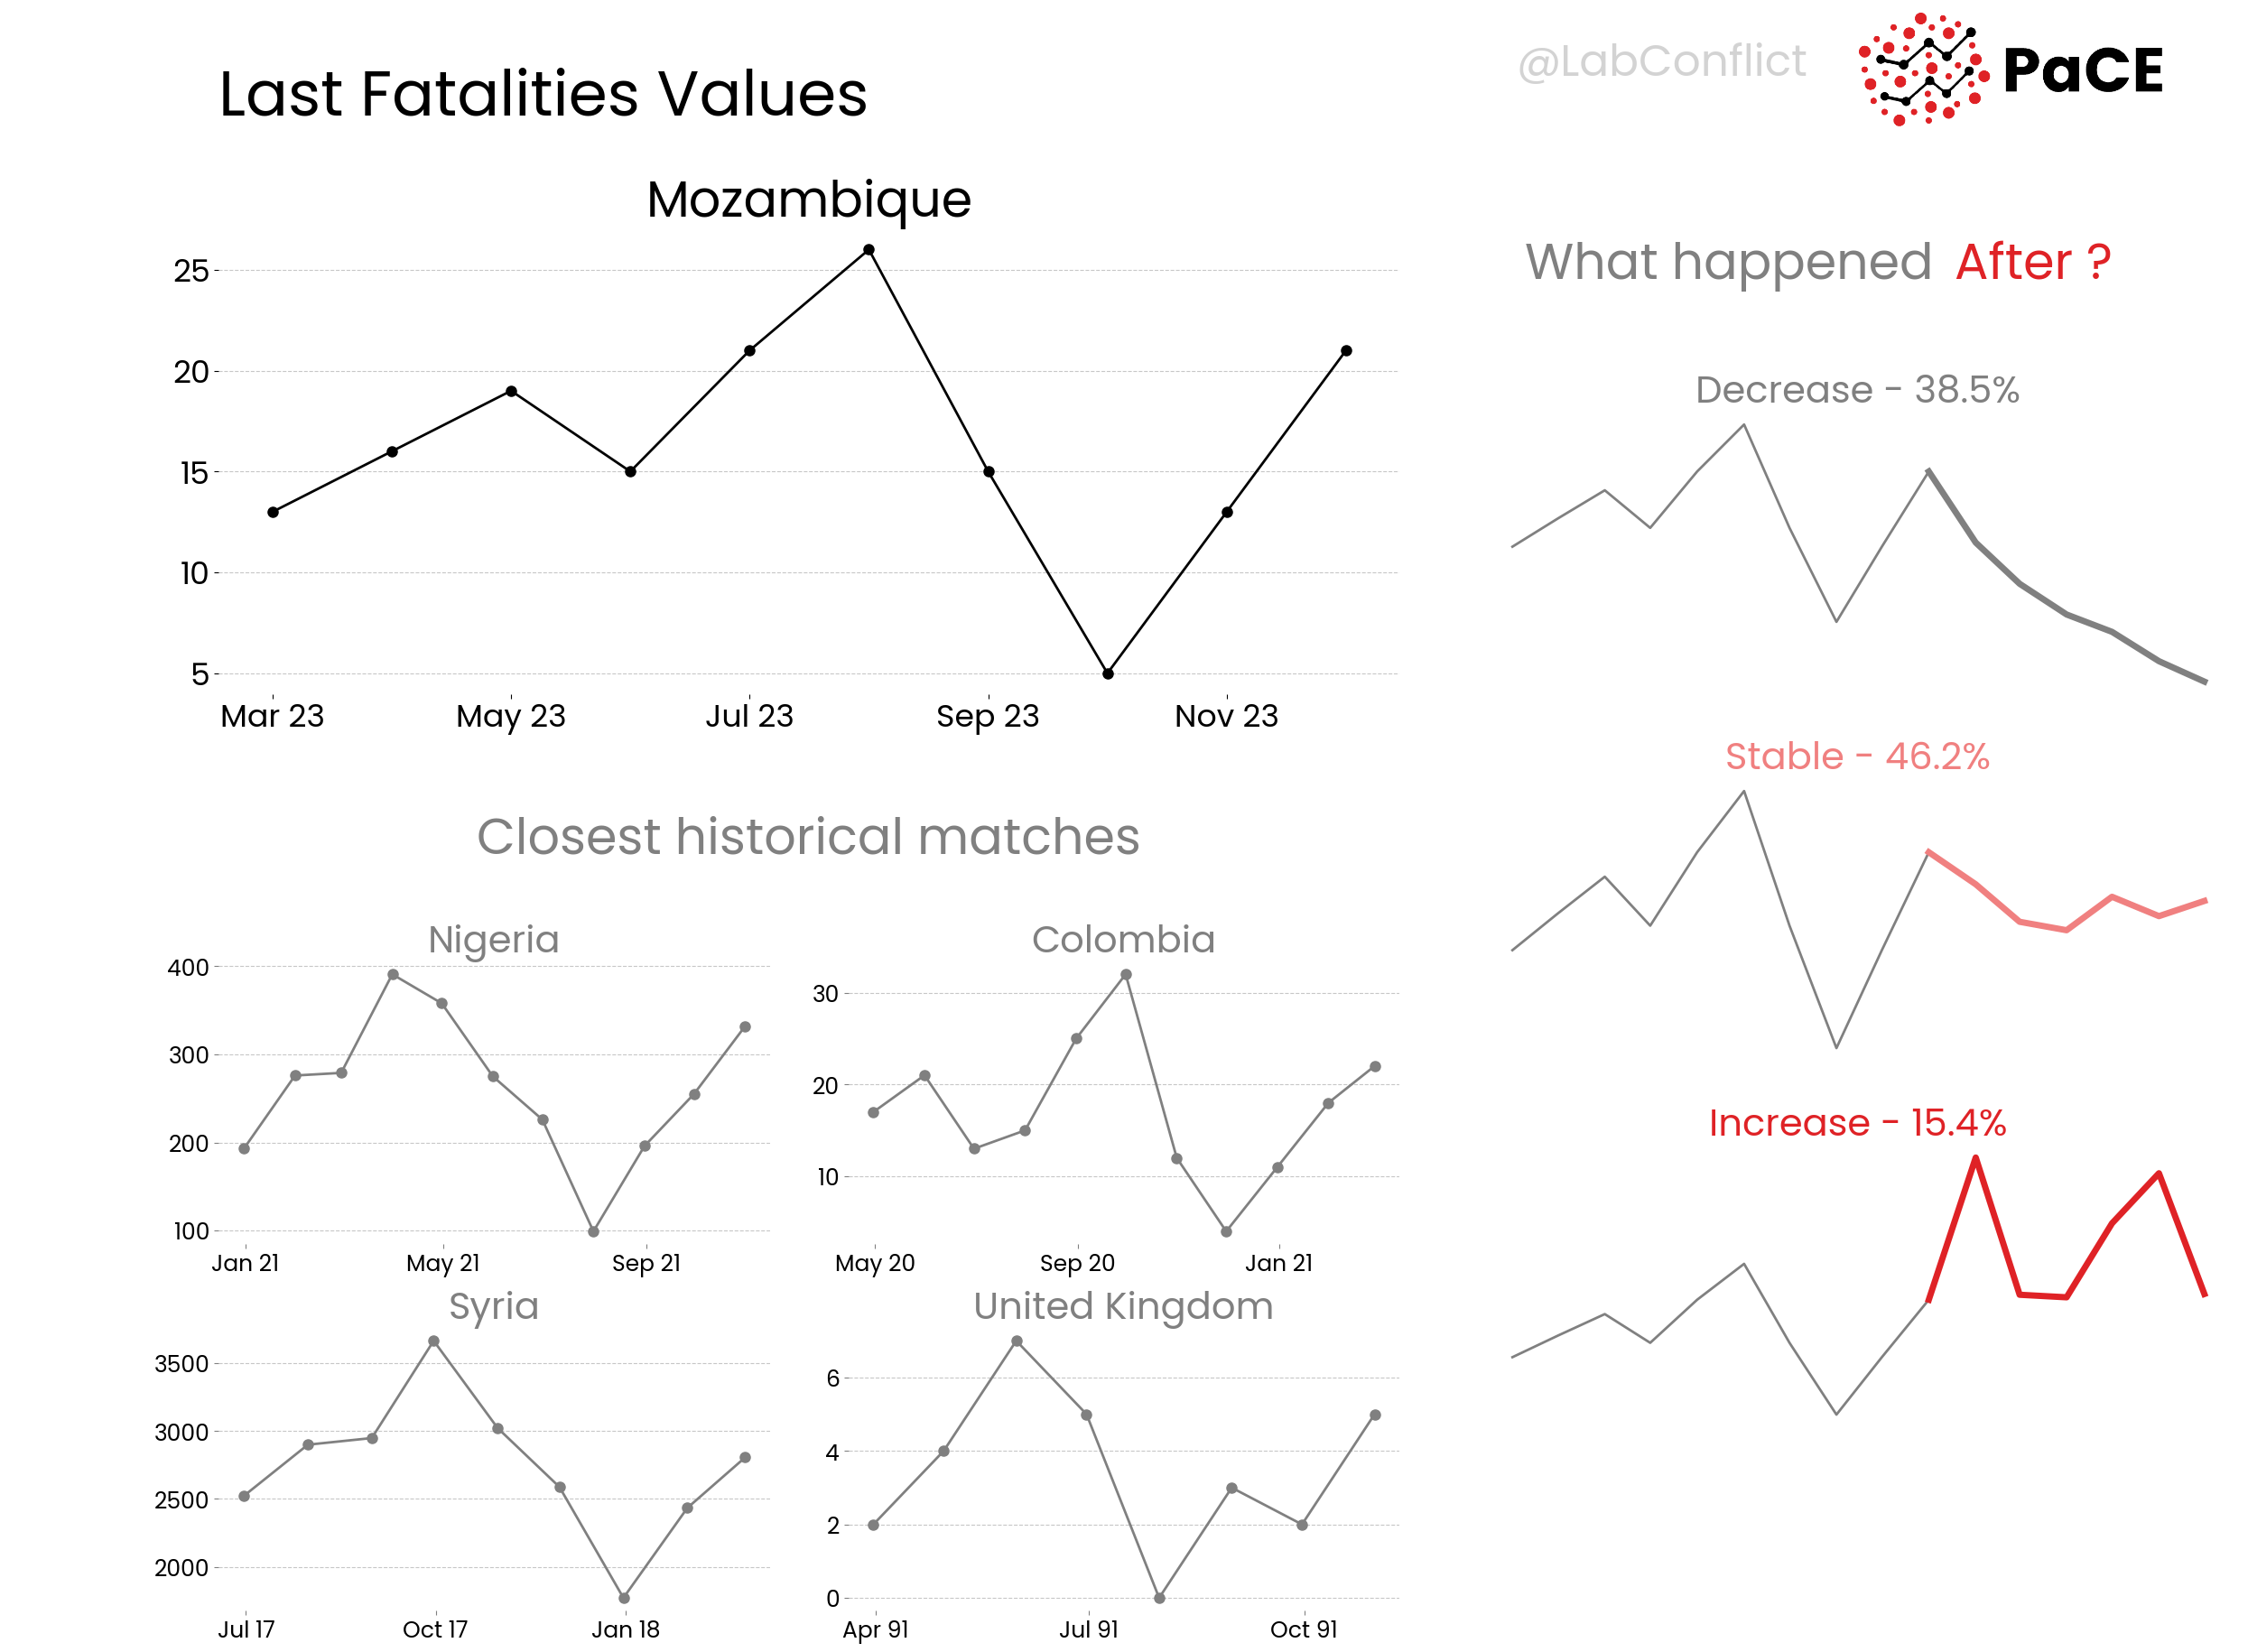 @LabConflict
PaCE
Last Fatalities Values
Mozambique
25
20
15
10
5
Mar 23 May 23 Jul 23 Sep 23 Nov 23
Closest historical matches
Nigeria
400
300
200
100
Jan 21 May 21 Sep 21
Colombia
30
20
10
May 20 Sep 20 Jan 21
Syria
3500
3000
2500
2000
Jul 17 Oct 17 Jan 18
United Kingdom
6
4
2
0
Apr 91 Jul 91 Oct 91
What happened After ?
Decrease - 38.5%
Stable - 46.2%
Increase - 15.4%